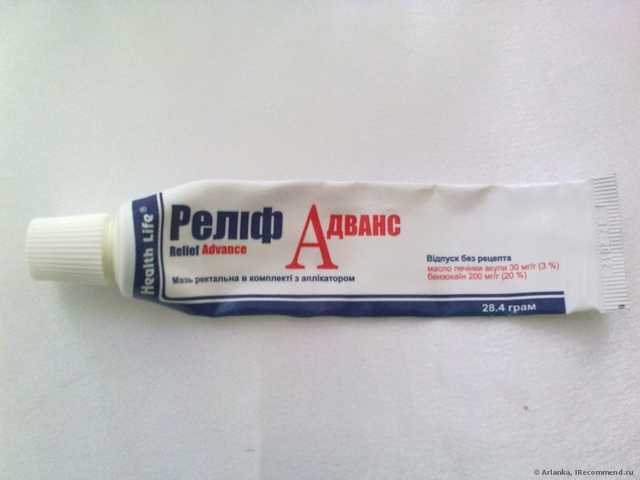 Health Life®
Реліф
Адванс
Relief Advance
Мазь ректальна в комплекті з аплікатором
Відпуск без рецепта
масло печінки акули 30 мг/г (3 %)
бензокаїн 200 мг/г (20 %)
28.4 грам
© Arlanka, IRecommend.ru